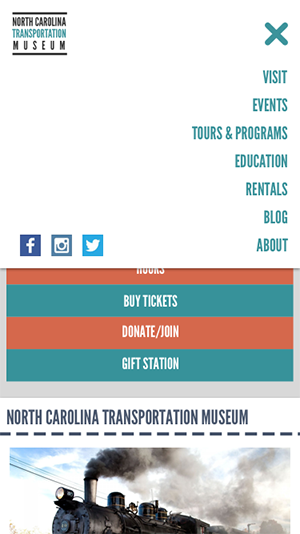 NORTH CAROLINA
TRANSPORTATION
MUSEUM
VISIT
EVENTS
TOURS & PROGRAMS
EDUCATION
RENTALS
BLOG
ABOUT
HOURS
BUY TICKETS
DONATE/JOIN
GIFT STATION
NORTH CAROLINA TRANSPORTATION MUSEUM